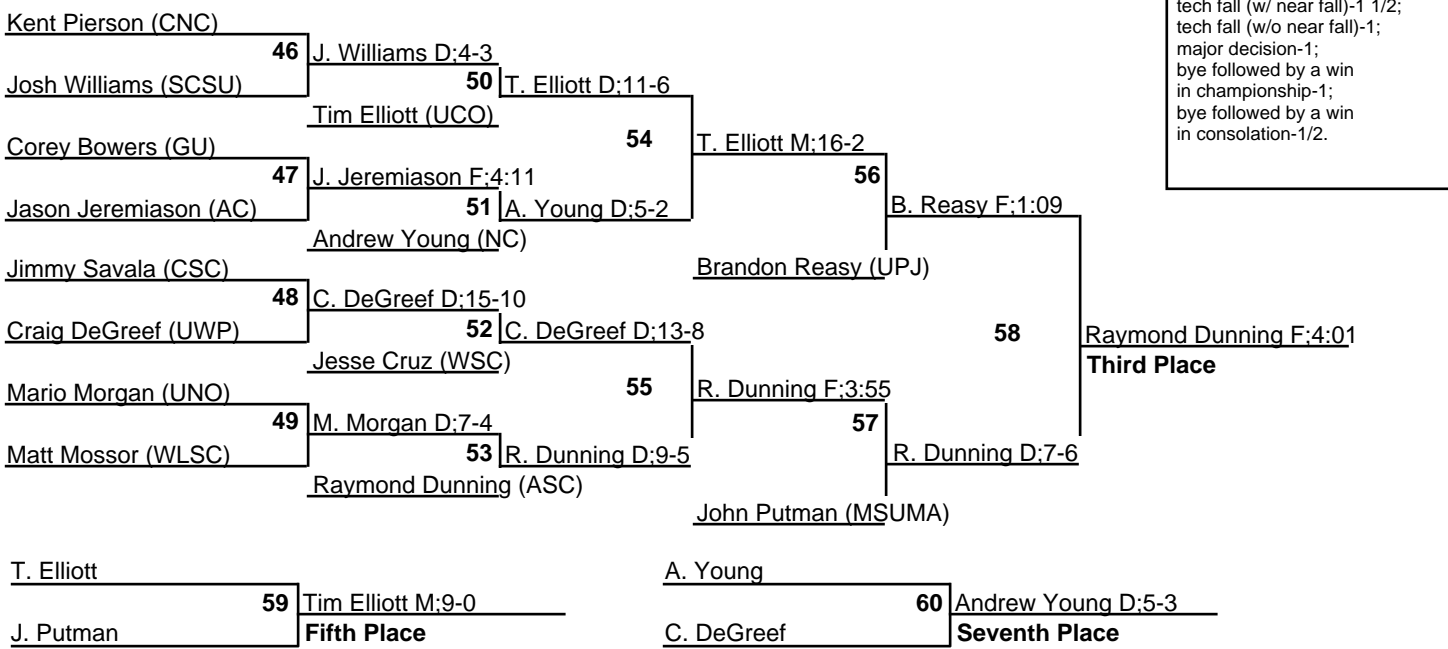 tech fall (w/ near fall)-1 1/2;
tech fall (w/o near fall)-1;
major decision-1;
bye followed by a win
in championship-1;
bye followed by a win
in consolation-1/2.
Kent Pierson (CNC)
46 J. Williams D;4-3
Josh Williams (SCSU)
50 T. Elliott D;11-6
Tim Elliott (UCO)
54 T. Elliott M;16-2
Corey Bowers (GU)
47 J. Jeremiason F;4:11
56
Jason Jeremiason (AC)
51 A. Young D;5-2
B. Reasy F;1:09
Andrew Young (NC)
Jimmy Savala (CSC)
Brandon Reasy (UPJ)
48 C. DeGreef D;15-10
Craig DeGreef (UWP)
52 C. DeGreef D;13-8
58 Raymond Dunning F;4:01
Jesse Cruz (WSC)
Third Place
Mario Morgan (UNO)
55 R. Dunning F;3:55
49 M. Morgan D;7-4
57
Matt Mossor (WLSC)
53 R. Dunning D;9-5
R. Dunning D;7-6
Raymond Dunning (ASC)
John Putman (MSUMA)
T. Elliott
59 Tim Elliott M;9-0
J. Putman
Fifth Place
A. Young
60 Andrew Young D;5-3
C. DeGreef
Seventh Place